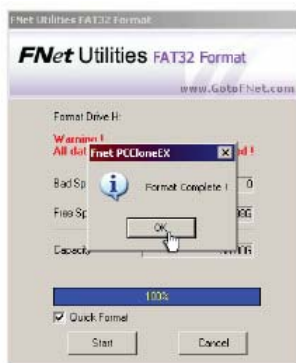 FNet Utilities FAT32 Format
FNet Utilities FAT32 Format
www.GotoFNet.com
Format Drive H:
Warning !
All dat
d !
Fnet PCCloneEX
Format Complete !
OK
Bad Sp
0
Free Sp
Capacity
100%
Quick Format
Start
Cancel